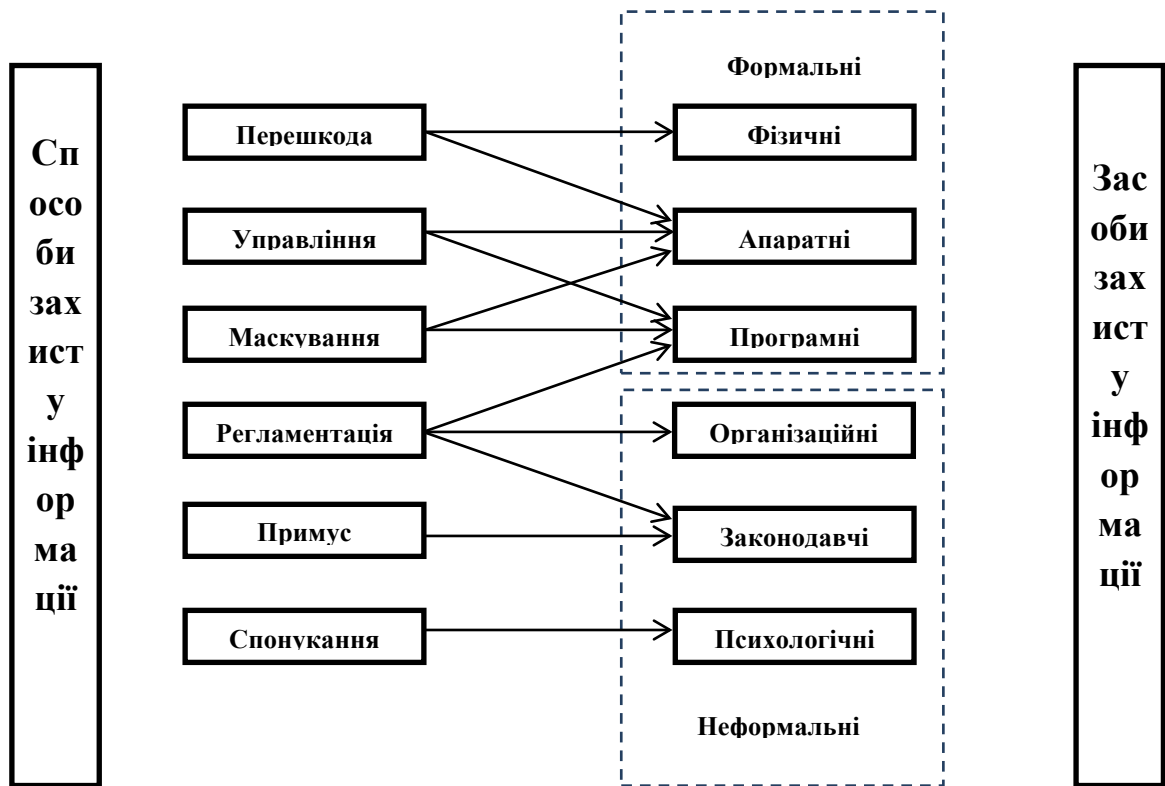 Сп
осо
би
зах
ист
у
інф
ор
ма
ції
Формальні
Перешкода
Фізичні
Управління
Апаратні
Маскування
Програмні
Регламентація
Організаційні
Примус
Законодавчі
Спонукання
Психологічні
Неформальні
Зас
оби
зах
ист
у
інф
ор
ма
ції